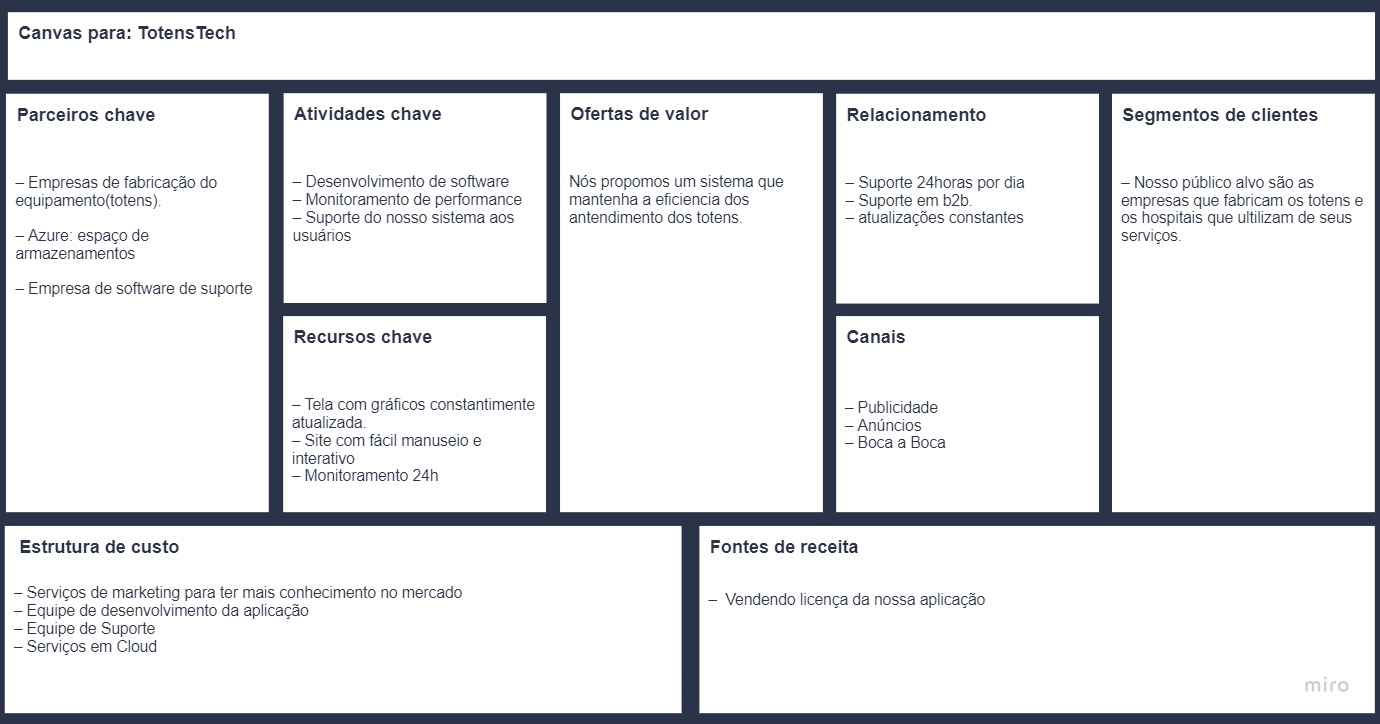 Canvas para: TotensTech
Parceiros chave
– Empresas de fabricação do
equipamento(totens).
– Azure: espaço de
armazenamentos
– Empresa de software de suporte
Atividades chave
– Desenvolvimento de software
– Monitoramento de performance
– Suporte do nosso sistema aos
usuários
Recursos chave
– Tela com gráficos constantimente
atualizada.
– Site com fácil manuseio e
interativo
– Monitoramento 24h
Ofertas de valor
Nós propomos um sistema que
mantenha a eficiencia dos
antendimento dos totens.
Relacionamento
– Suporte 24horas por dia
– Suporte em b2b.
– atualizações constantes
Canais
– Publicidade
– Anúncios
– Boca a Boca
Segmentos de clientes
– Nosso público alvo são as
empresas que fabricam os totens e
os hospitais que ultilizam de seus
serviços.
Estrutura de custo
– Serviços de marketing para ter mais conhecimento no mercado
– Equipe de desenvolvimento da aplicação
– Equipe de Suporte
– Serviços em Cloud
Fontes de receita
– Vendendo licença da nossa aplicação
miro